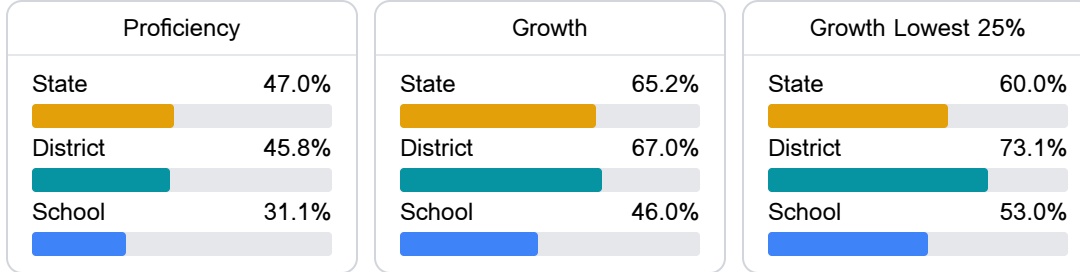 Proficiency
State 47.0%
District 45.8%
School 31.1%
Growth
State 65.2%
District 67.0%
School 46.0%
Growth Lowest 25%
State 60.0%
District 73.1%
School 53.0%